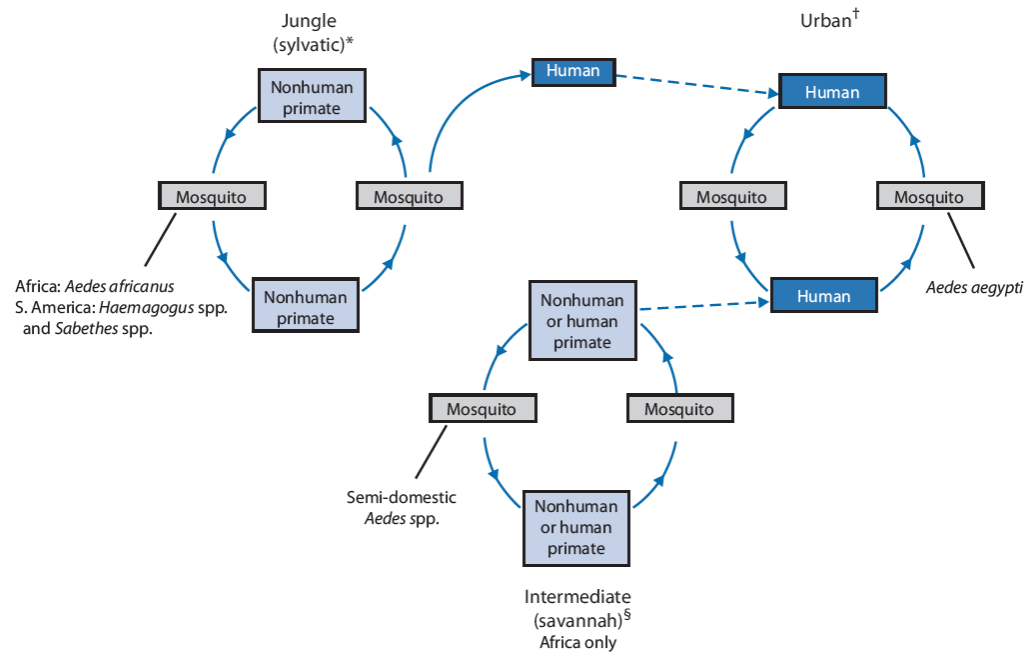 Jungle
(sylvatic)*
Urban†
Human
Nonhuman
primate
Human
Mosquito
Mosquito
Mosquito
Mosquito
Africa: Aedes africanus
S. America: Haemagogus spp.
and Sabethes spp.
Nonhuman
primate
Nonhuman
or human
primate
Human
Aedes aegypti
Mosquito
Mosquito
Semi-domestic
Aedes spp.
Nonhuman
or human
primate
Intermediate
(savannah)§
Africa only